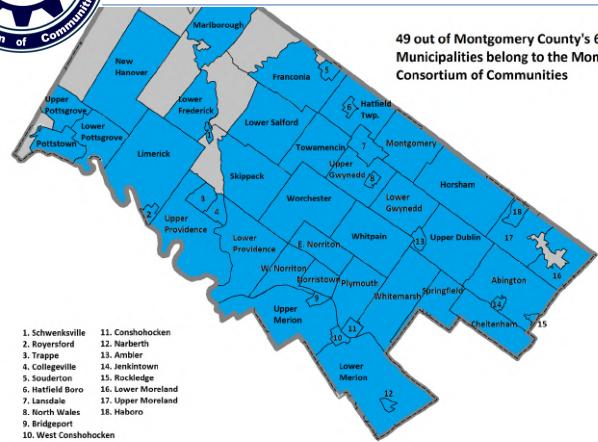 n of Communit
49 out of Montgomery County's 6
Municipalities belong to the Mon
Consortium of Communities
Marlborough
New
Hanover
Franconia
5
Upper
Pottsgrove
Lower
Frederick
6
Hatfield
Twp.
Lower
Pottsgrove
Lower Salford
Pottstown
Towamencin
7
Montgomery
Limerick
Skippack
Upper
Gwynedd
8
Horsham
2
3
4
Worchester
Lower
Gwynedd
18
Upper
Providence
Lower
Providence
Whitpain
13
Upper Dublin
17
16
E. Norriton
W. Norriton
Norristown
Plymouth
Abington
Whitemarsh
Springfield
14
9
Upper
Merion
Cheltenham
15
10
11
Lower
Merion
12
1. Schwenksville
2. Royersford
3. Trappe
4. Collegeville
5. Souderton
6. Hatfield Boro
7. Lansdale
8. North Wales
9. Bridgeport
10. West Conshohocken
11. Conshohocken
12. Narberth
13. Ambler
14. Jenkintown
15. Rockledge
16. Lower Moreland
17. Upper Moreland
18. Haboro